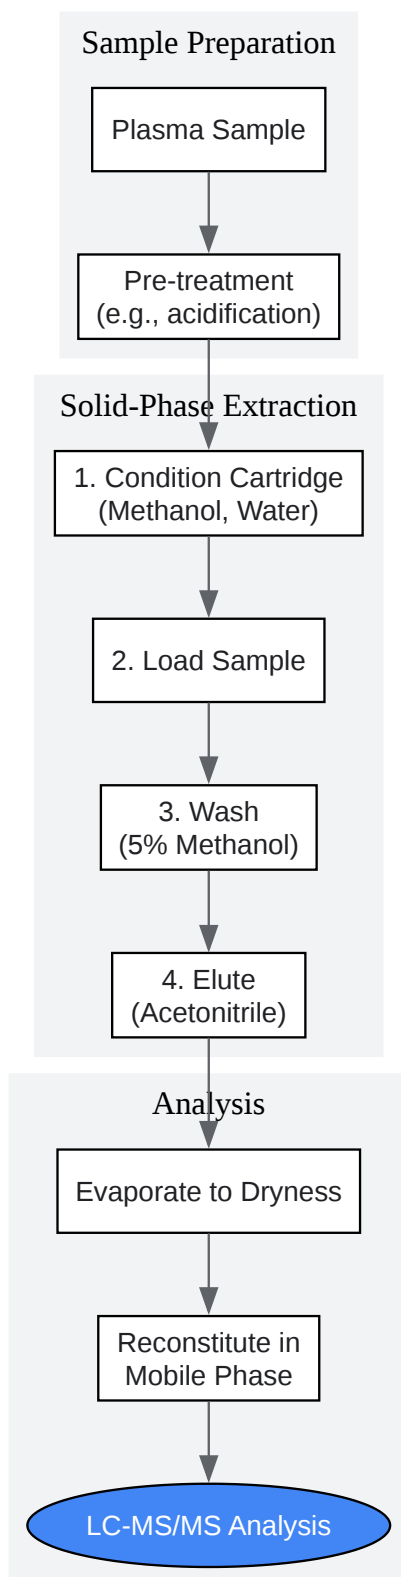 Sample Preparation
Plasma Sample
Pre-treatment
(e.g., acidification)
Solid-Phase Extraction
1. Condition Cartridge
(Methanol, Water)
2. Load Sample
3. Wash
(5% Methanol)
4. Elute
(Acetonitrile)
Analysis
Evaporate to Dryness
Reconstitute in
Mobile Phase
LC-MS/MS Analysis